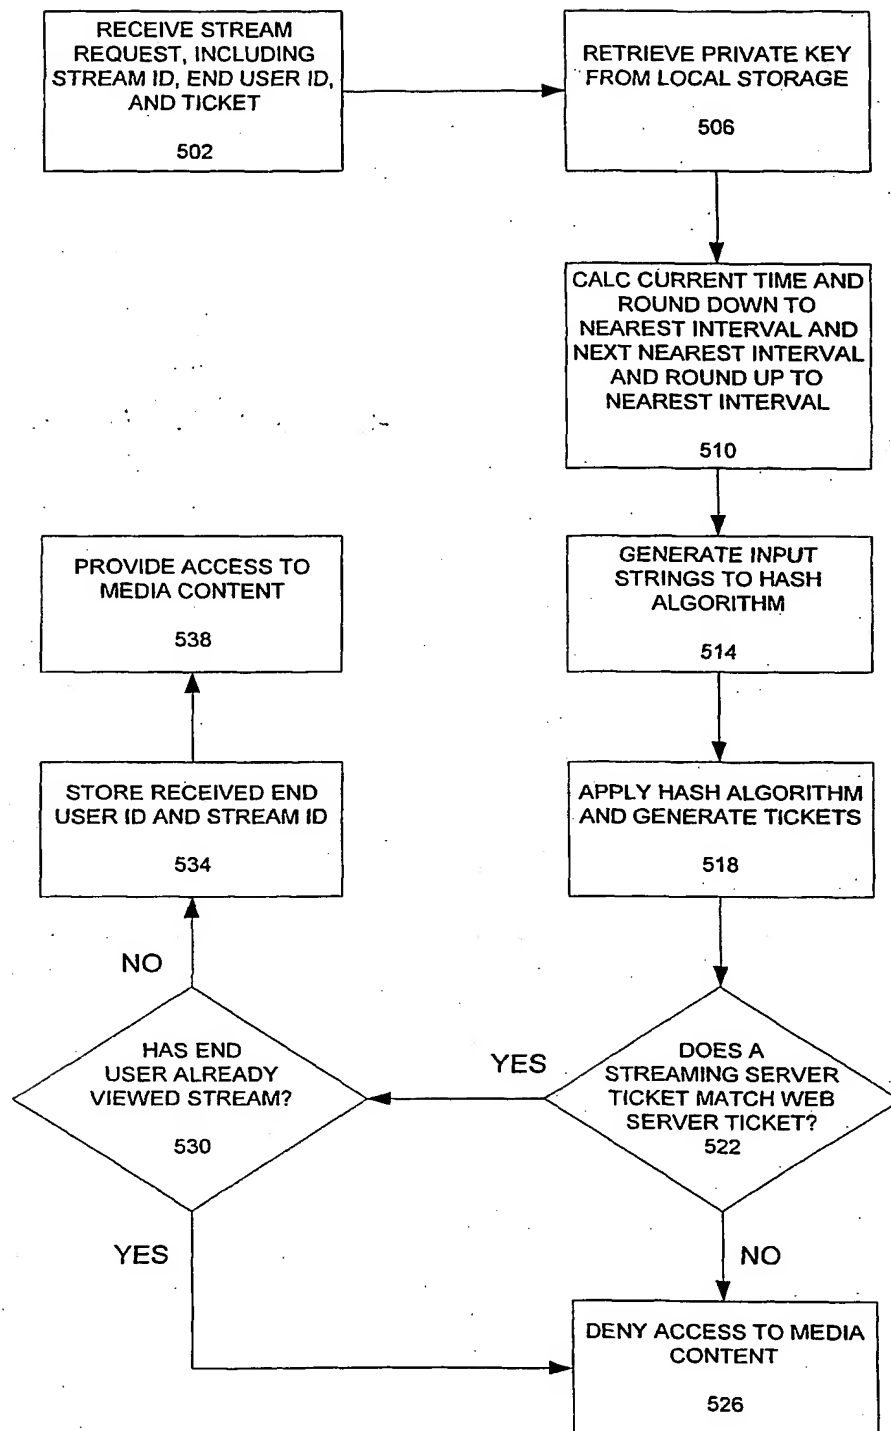 RECEIVE STREAM
REQUEST, INCLUDING
STREAM ID, END USER ID,
AND TICKET
502
RETRIEVE PRIVATE KEY
FROM LOCAL STORAGE
506
CALC CURRENT TIME AND
ROUND DOWN TO
NEAREST INTERVAL AND
NEXT NEAREST INTERVAL
AND ROUND UP TO
NEAREST INTERVAL
510
GENERATE INPUT
STRINGS TO HASH
ALGORITHM
514
APPLY HASH ALGORITHM
AND GENERATE TICKETS
518
DOES A
STREAMING SERVER
TICKET MATCH WEB
SERVER TICKET?
522
YES
NO
HAS END
USER ALREADY
VIEWED STREAM?
530
NO
YES
STORE RECEIVED END
USER ID AND STREAM ID
534
PROVIDE ACCESS TO
MEDIA CONTENT
538
DENY ACCESS TO MEDIA
CONTENT
526